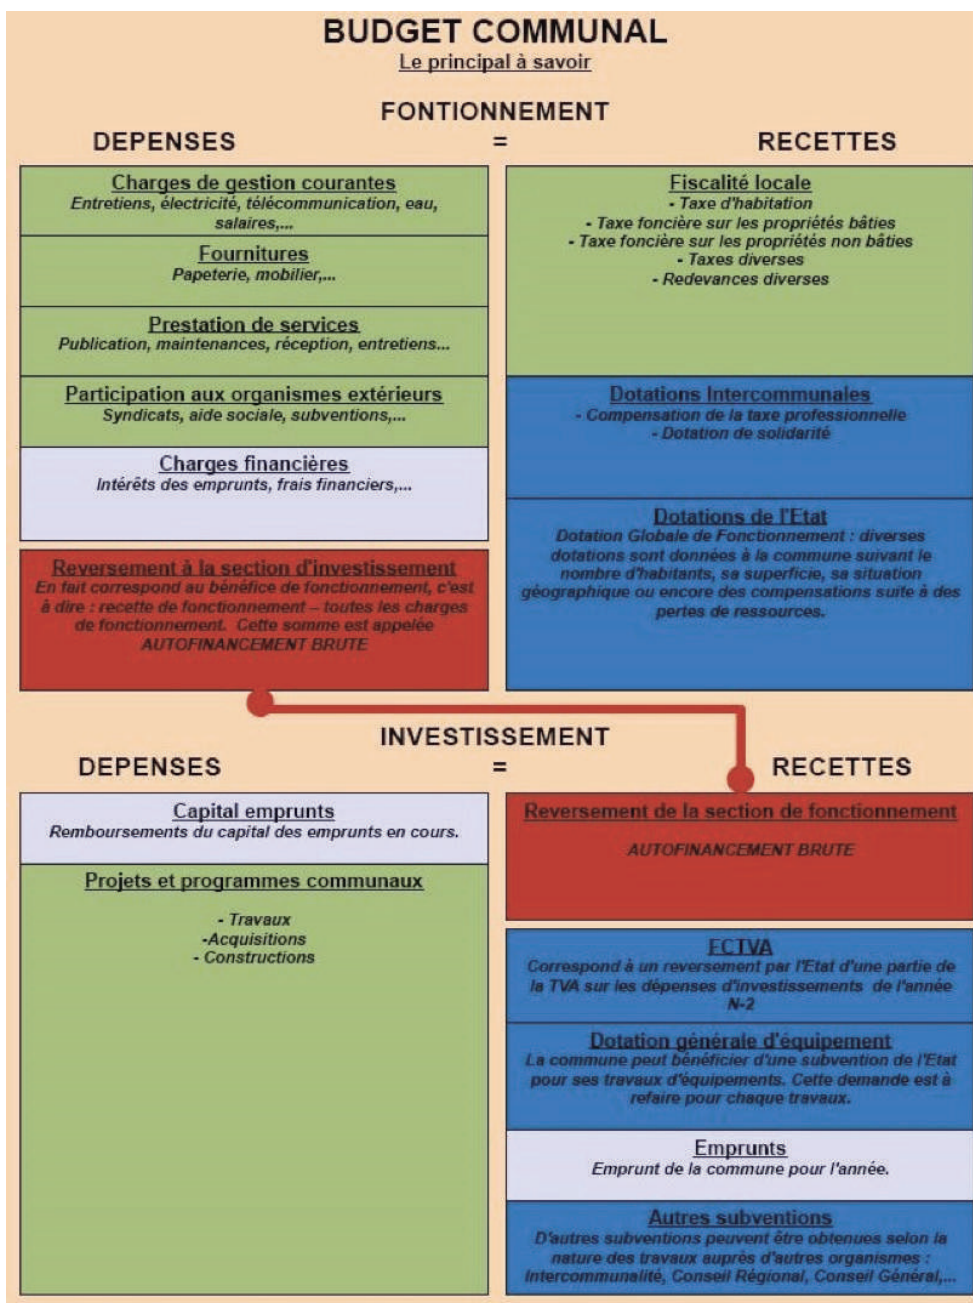 BUDGET COMMUNAL
Le principal à savoir
FONTIONNEMENT
DEPENSES = RECETTES
Charges de gestion courantes
Entretiens, électricité, télécommunication, eau,
salaires,...
Fournitures
Papeterie, mobilier,...
Prestation de services
Publication, maintenances, réception, entretiens...
Participation aux organismes extérieurs
Syndicats, aide sociale, subventions,...
Charges financières
Intérêts des emprunts, frais financiers,...
Reversement à la section d'investissement
En fait correspond au bénéfice de fonctionnement, c'est
à dire : recette de fonctionnement – toutes les charges
de fonctionnement. Cette somme est appelée
AUTOFINANCEMENT BRUTE
Fiscalité locale
- Taxe d'habitation
- Taxe foncière sur les propriétés bâties
- Taxe foncière sur les propriétés non bâties
- Taxes diverses
- Redevances diverses
Dotations Intercommunales
- Compensation de la taxe professionnelle
- Dotation de solidarité
Dotations de l'Etat
Dotation Globale de Fonctionnement : diverses
dotations sont données à la commune suivant le
nombre d'habitants, sa superficie, sa situation
géographique ou encore des compensations suite à des
pertes de ressources.
INVESTISSEMENT
DEPENSES = RECETTES
Capital emprunts
Remboursements du capital des emprunts en cours.
Projets et programmes communaux
- Travaux
-Acquisitions
- Constructions
Reversement de la section de fonctionnement
AUTOFINANCEMENT BRUTE
FCTVA
Correspond à un reversement par l'Etat d'une partie de
la TVA sur les dépenses d'investissements de l'année
N-2
Dotation générale d'équipement
La commune peut bénéficier d'une subvention de l'Etat
pour ses travaux d'équipements. Cette demande est à
refaire pour chaque travaux.
Emprunts
Emprunt de la commune pour l'année.
Autres subventions
D'autres subventions peuvent être obtenues selon la
nature des travaux auprès d'autres organismes :
Intercommunalité, Conseil Régional, Conseil Général,...